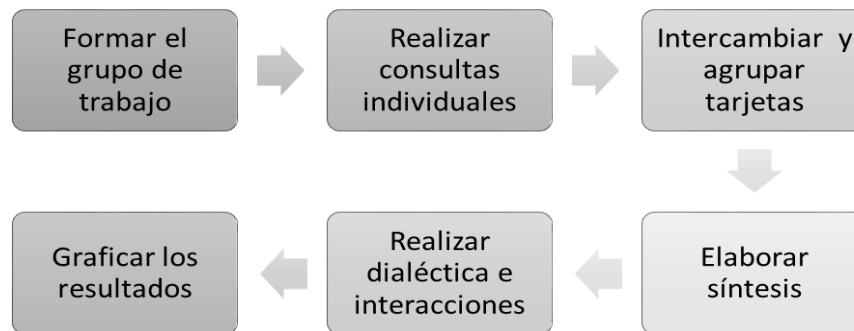 Formar el
grupo de
trabajo
Realizar
consultas
individuales
Intercambiar y
agrupar
tarjetas
Elaborar
síntesis
Realizar
dialéctica e
interacciones
Graficar los
resultados